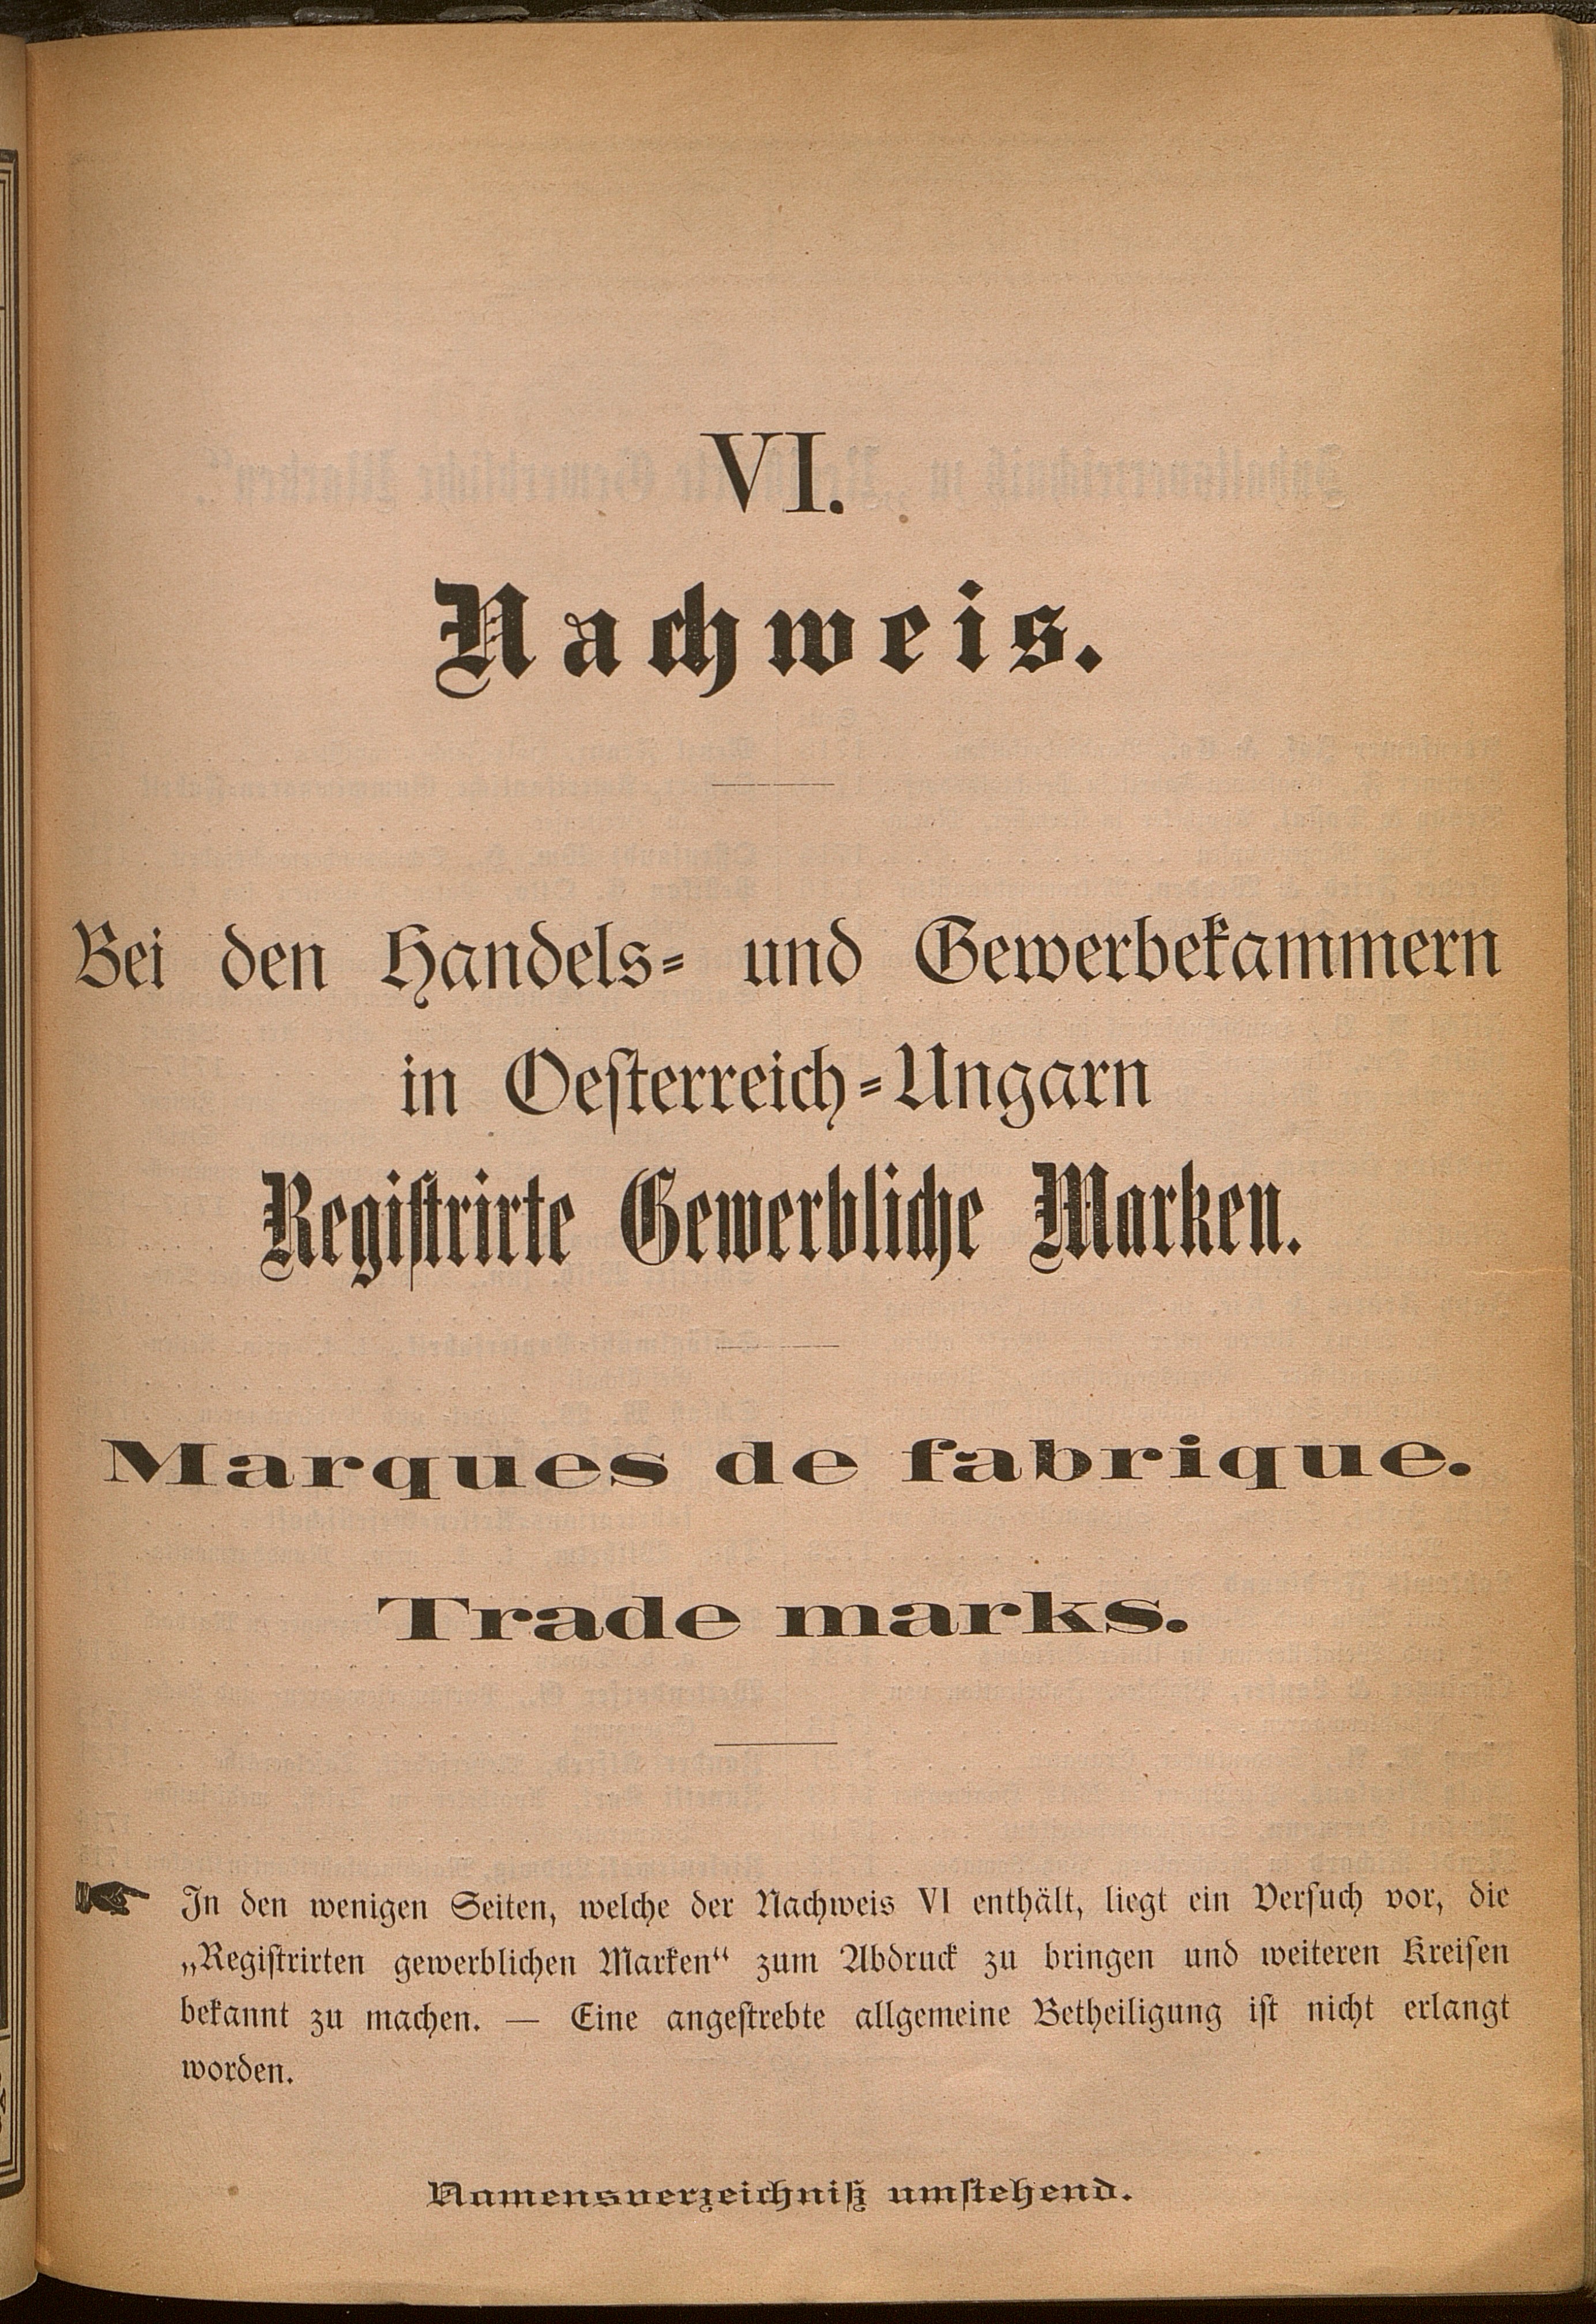 VI.
Nachweis.
Bei den Handels- und Gewerbekammern
in Oesterreich-Ungarn
Registrirte Gewerbliche Marken.
Marques de fabrique.
Trade marks.
In den wenigen Seiten, welche der Nachweis VI enthält, liegt ein Versuch vor, die
„Registrirten gewerblichen Marken“ zum Abdruck zu bringen und weiteren Kreisen
bekannt zu machen. — Eine angestrebte allgemeine Betheiligung ist nicht erlangt
worden.
Namensverzeichniß umstehend.